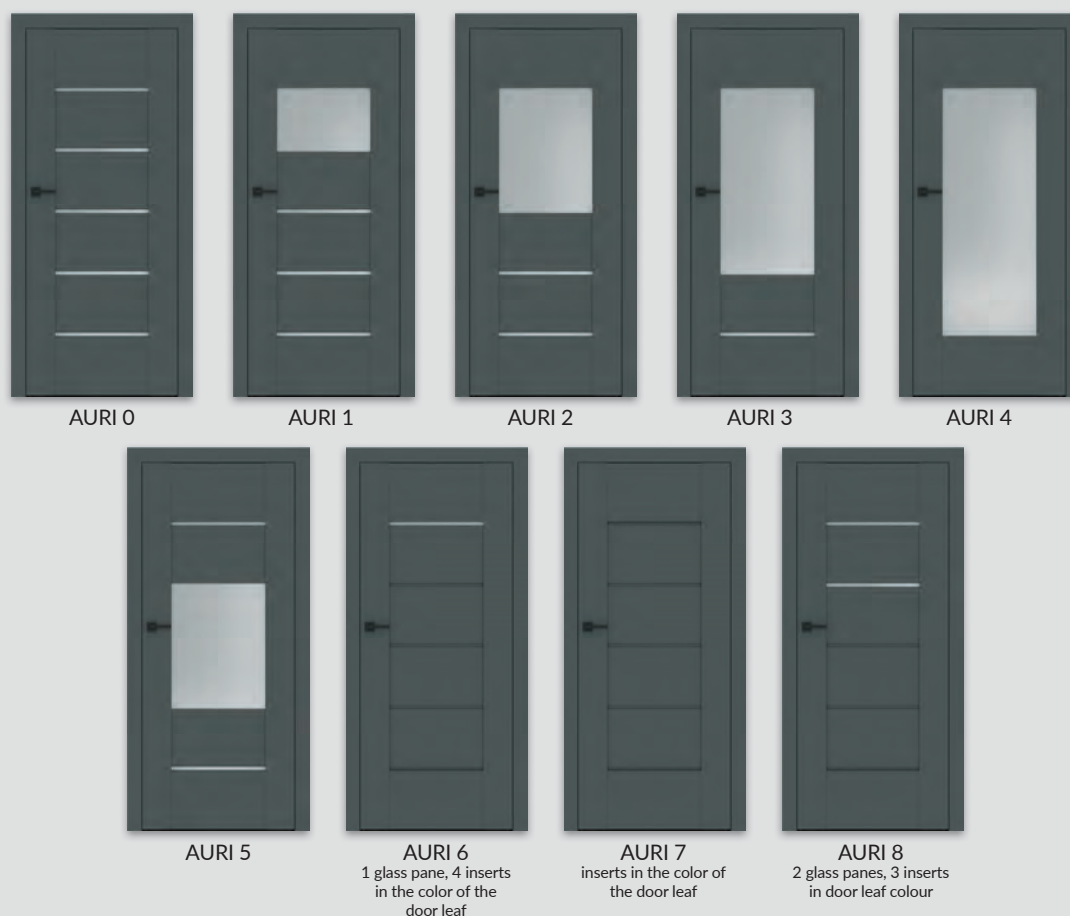 AURI 0
AURI 1
AURI 2
AURI 3
AURI 4
AURI 5
AURI 6
1 glass pane, 4 inserts
in the color of the
door leaf
AURI 7
inserts in the color of
the door leaf
AURI 8
2 glass panes, 3 inserts
in door leaf colour